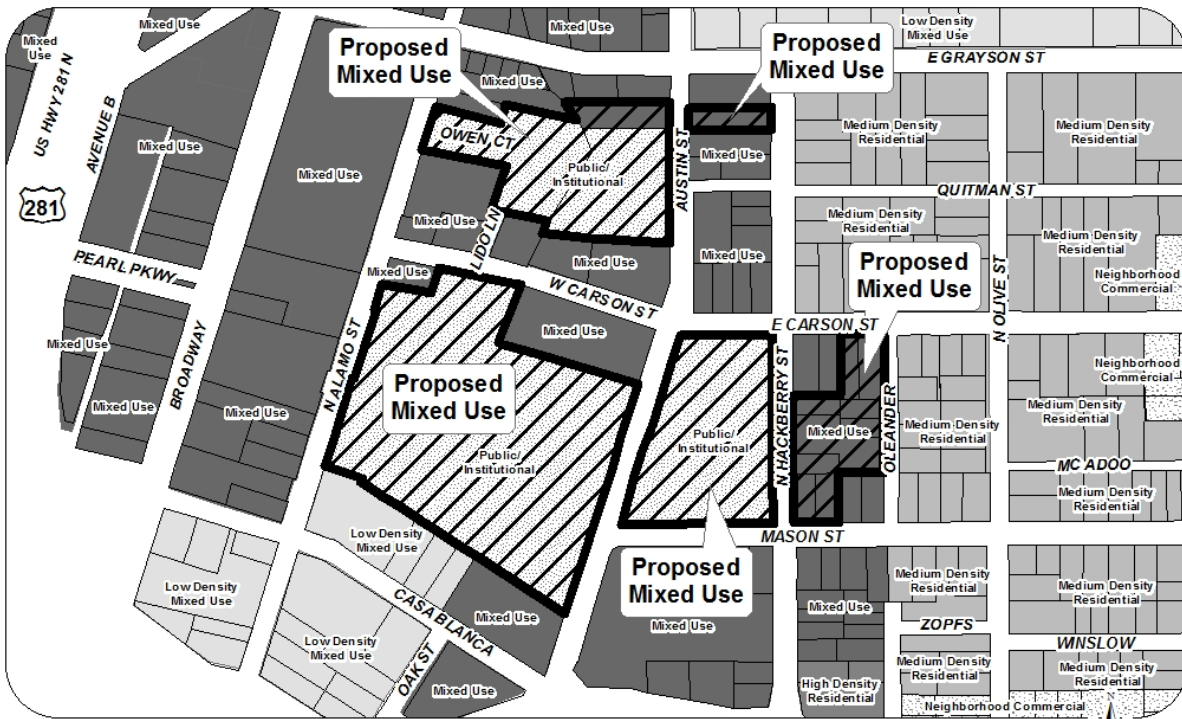 Mixed Use
Mixed Use
Low Density
Mixed Use
Mixed
Use
Proposed
Mixed Use
Proposed
Mixed Use
E GRAYSON ST
US HWY 281 N
AVENUE B
Mixed Use
Mixed Use
OWEN CT
Mixed Use
Public/
Institutional
AUSTIN ST
Mixed Use
Medium Density
Residential
Medium Density
Residential
QUITMAN ST
281
Mixed Use
LIDO LN
Mixed Use
Mixed Use
Medium Density
Residential
Medium Density
Residential
N OLIVE ST
Neighborhood
Commercial
PEARL PKWY
Mixed Use
W CARSON ST
Proposed
Mixed Use
E CARSON ST
Mixed Use
BROADWAY
N ALAMO ST
Mixed Use
Neighborhood
Commercial
Proposed
Mixed Use
Mixed Use
Mixed Use
Public/
Institutional
Public/
Institutional
N HACKBERRY ST
Mixed Use
OLEANDER
Medium Density
Residential
Medium Density
Residential
MC ADOO
Medium Density
Residential
MASON ST
Low Density
Mixed Use
Proposed
Mixed Use
Low Density
Mixed Use
CASABLANCA
Mixed Use
Mixed Use
Mixed Use
Medium Density
Residential
Medium Density
Residential
ZOPFS
WINSLOW
Low Density
Mixed Use
OAK ST
Mixed Use
High Density
Residential
Medium Density
Residential
Medium Density
Residential
Neighborhood Commercial
N